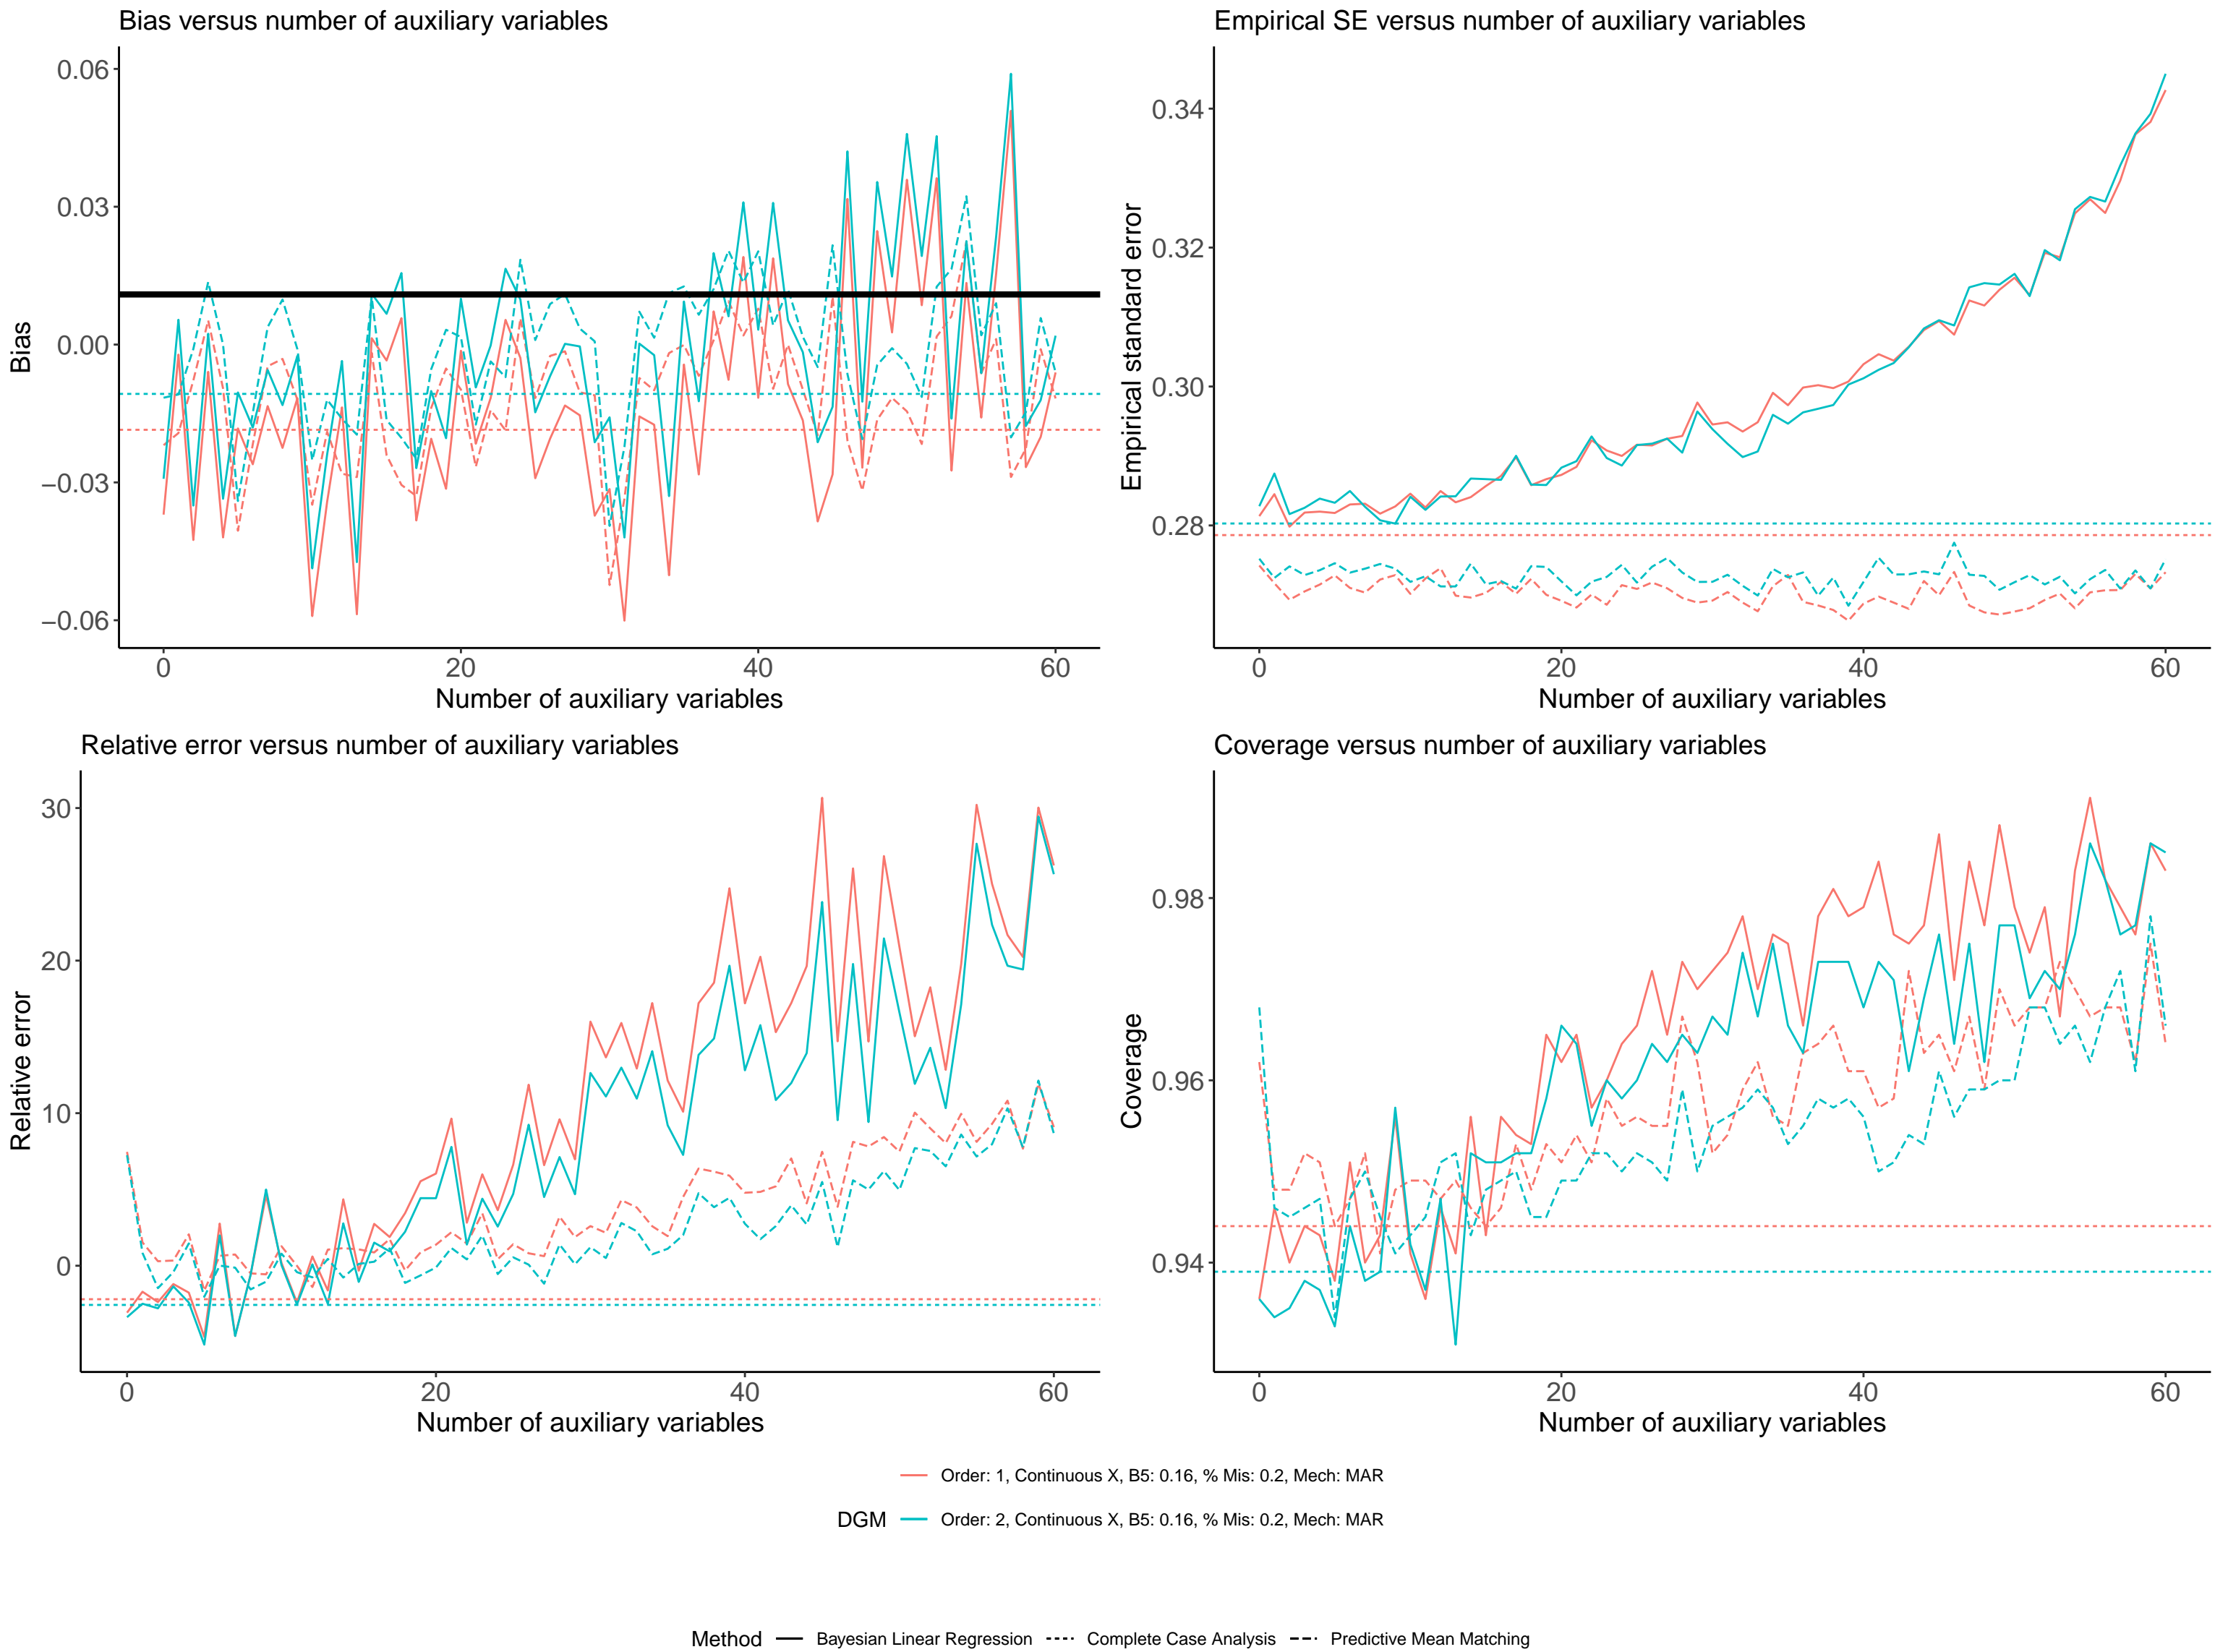 Bias versus number of auxiliary variables
0.06
0.03
0.00
−0.03
−0.06
Bias
0 20 40 60
Number of auxiliary variables
Empirical SE versus number of auxiliary variables
0.34
0.32
0.30
0.28
Empirical standard error
0 20 40 60
Number of auxiliary variables
Relative error versus number of auxiliary variables
30
20
10
0
Relative error
0 20 40 60
Number of auxiliary variables
Coverage versus number of auxiliary variables
0.98
0.96
0.94
Coverage
0 20 40 60
Number of auxiliary variables
Order: 1, Continuous X, B5: 0.16, % Mis: 0.2, Mech: MAR
DGM Order: 2, Continuous X, B5: 0.16, % Mis: 0.2, Mech: MAR
Method Bayesian Linear Regression Complete Case Analysis Predictive Mean Matching